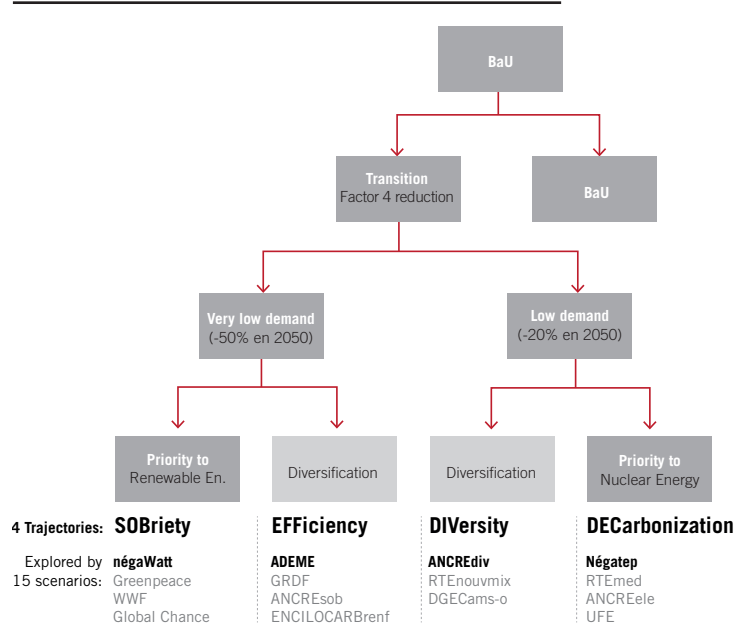 BaU
Transition
Factor 4 reduction
BaU
Very low demand
(-50% en 2050)
Low demand
(-20% en 2050)
Priority to
Renewable En.
Diversification
Diversification
Priority to
Nuclear Energy
4 Trajectories: SOBriety EFFiciency DIVersity DECarbonization
Explored by négaWatt ADEME ANCREdiv Négatep
15 scenarios: Greenpeace GRDF RTEnouvmix RTEmed
WWF ANCREsob DGECams-o ANCREele
Global Chance ENCILOCARBrenf UFE